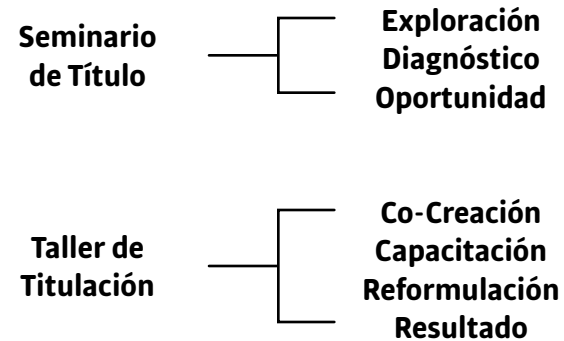 Seminario
de Título
Exploración
Diagnóstico
Oportunidad
Taller de
Titulación
Co-Creación
Capacitación
Reformulación
Resultado